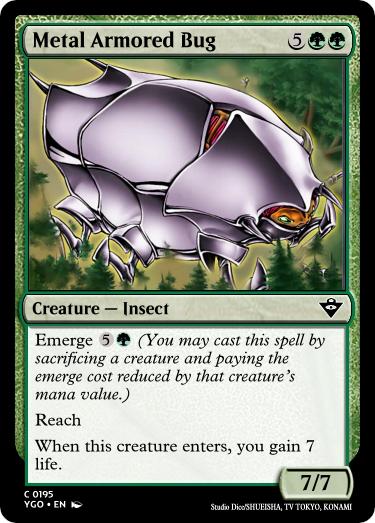 Metal Armored Bug 5
Creature — Insect
Emerge 5 (You may cast this spell by
sacrificing a creature and paying the
emerge cost reduced by that creature's
mana value.)
Reach
When this creature enters, you gain 7
life.
7/7
C 0195
YGO • EN
Studio Dice/SHUEISHA, TV TOKYO, KONAMI